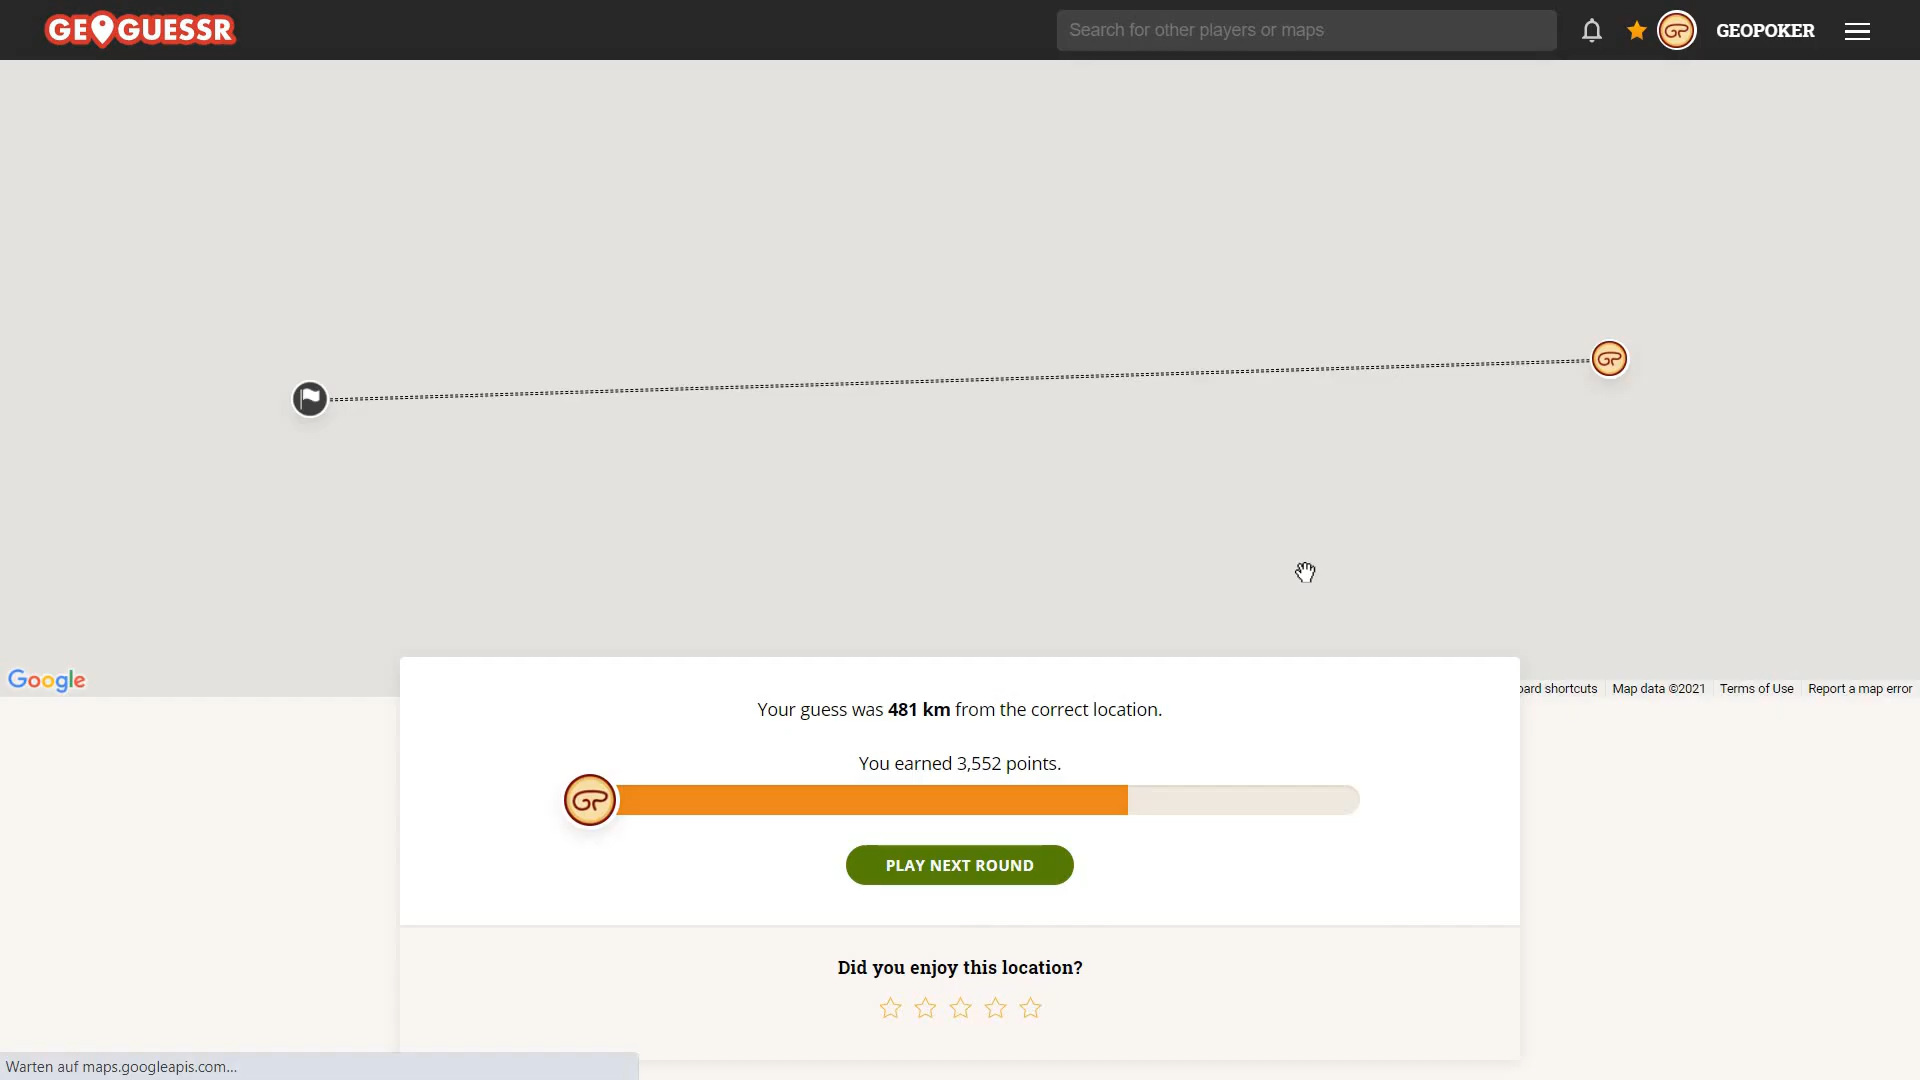 GEOGUESSR
Search for other players or maps
GEOPOKER
Google
oard shortcuts
Map data ©2021
Terms of Use
Report a map error
Your guess was 481 km from the correct location.
You earned 3,552 points.
GP
PLAY NEXT ROUND
Did you enjoy this location?
Warten auf maps.googleapis.com...